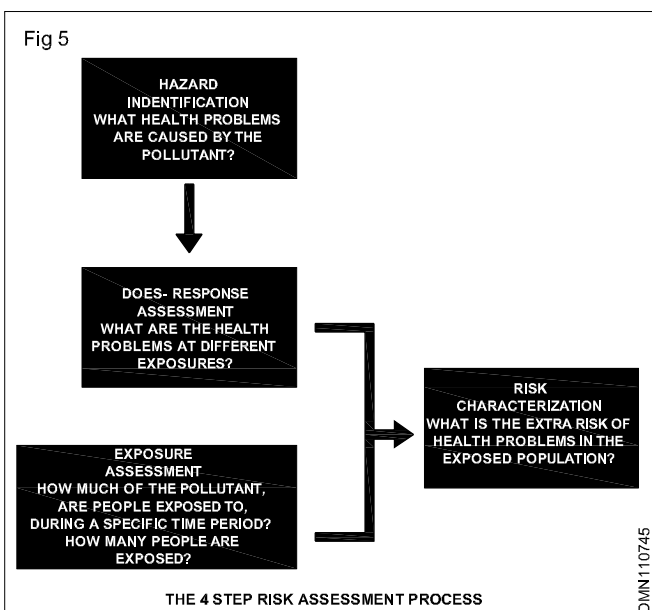 Fig 5
HAZARD
INDENTIFICATION
WHAT HEALTH PROBLEMS
ARE CAUSED BY THE
POLLUTANT?
DOES- RESPONSE
ASSESSMENT
WHAT ARE THE HEALTH
PROBLEMS AT DIFFERENT
EXPOSURES?
EXPOSURE
ASSESSMENT
HOW MUCH OF THE POLLUTANT,
ARE PEOPLE EXPOSED TO,
DURING A SPECIFIC TIME PERIOD?
HOW MANY PEOPLE ARE
EXPOSED?
RISK
CHARACTERIZATION
WHAT IS THE EXTRA RISK OF
HEALTH PROBLEMS IN THE
EXPOSED POPULATION?
THE 4 STEP RISK ASSESSMENT PROCESS
DMN110745